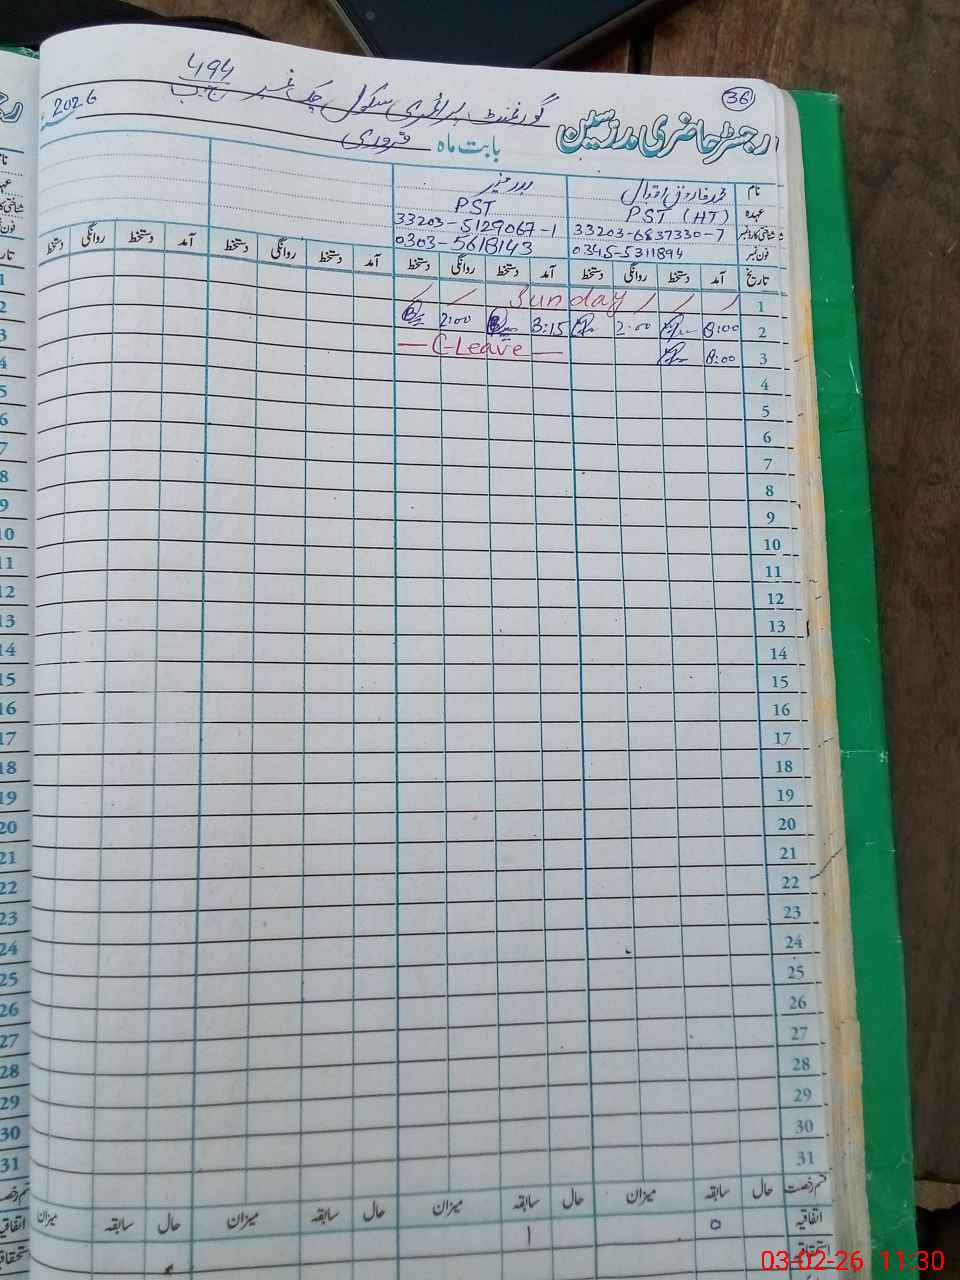 36
رجسٹر حاضری مدرسین
گورنمنٹ پرائمری سکول چک نمبر 494 ج ب
بابت ماہ فروری 2026
نام محمد فاروق اقبال
عہدہ PST (HT) PST
شناختی کارڈ نمبر 33203-6837330-7 33203-5129067-1
فون نمبر 0345-5311894 0303-5618143
تاریخ آمد دستخط روانگی دستخط آمد دستخط روانگی دستخط آمد دستخط روانگی دستخط آمد دستخط روانگی دستخط
1 Sunday
2 8:00 2:00 3:15 2:00
3 8:00 C-Leave
4
5
6
7
8
9
10
11
12
13
14
15
16
17
18
19
20
21
22
23
24
25
26
27
28
29
30
31
قسم رخصت حال سابقہ میزان حال سابقہ میزان حال سابقہ میزان حال سابقہ میزان
اتفاقیہ 0 1
استحقاقیہ
03-02-26 11:30